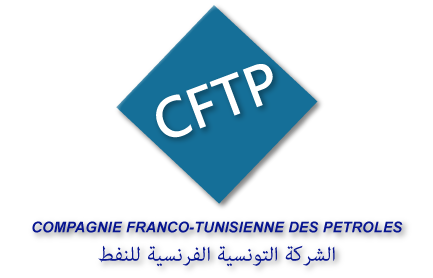 CFTP
COMPAGNIE FRANCO-TUNISIENNE DES PETROLES
الشركة التونسية الفرنسية للنفط